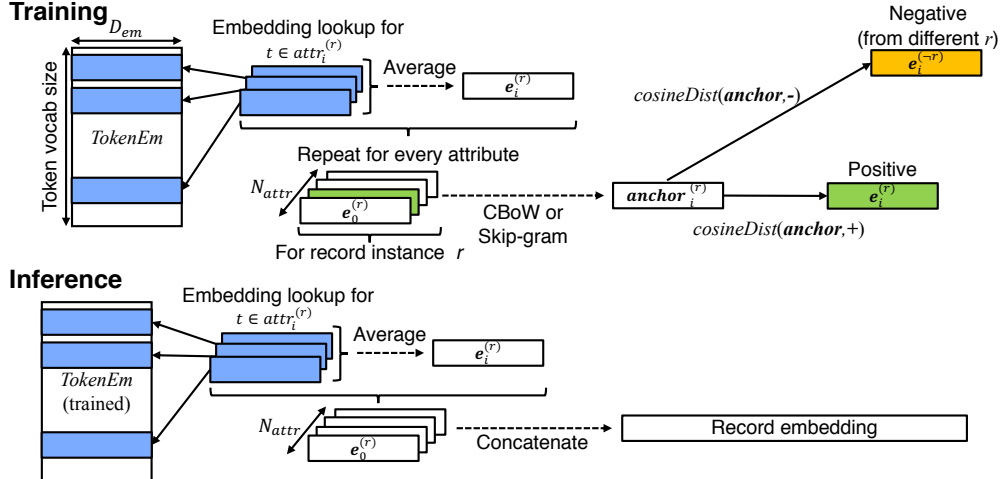 Training
D_em
Token vocab size
TokenEm
Embedding lookup for
t ∈ attr_i^(r)
Average
e_i^(r)
Repeat for every attribute
N_attr
e_0^(r)
For record instance r
CBoW or
Skip-gram
anchor_i^(r)
cosineDist(anchor,-)
Negative
(from different r)
e_i^(¬r)
Positive
e_i^(r)
cosineDist(anchor,+)
Inference
TokenEm
(trained)
Embedding lookup for
t ∈ attr_i^(r)
Average
e_i^(r)
N_attr
e_0^(r)
Concatenate
Record embedding